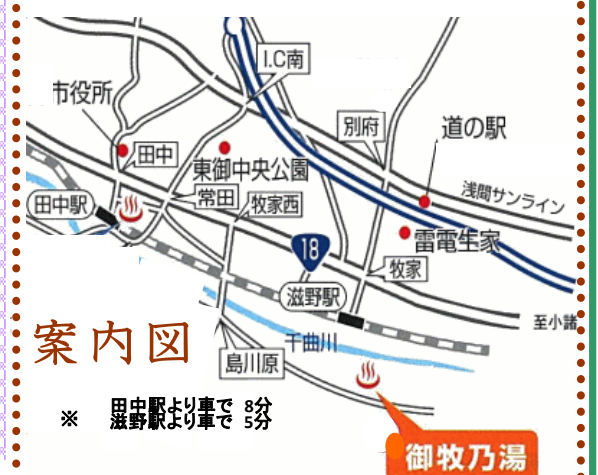 I.C南
市役所
別府
道の駅
田中
東御中央公園
浅間サンライン
常田
田中駅
牧家西
雷電生家
18
牧家
滋野駅
至小諸
案内図
千曲川
島川原
※ 田中駅より車で 8分
滋野駅より車で 5分
御牧乃湯